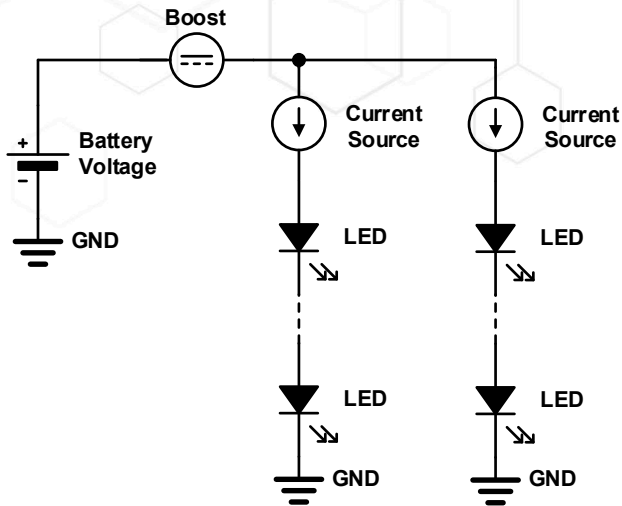 Boost
+
Battery
Voltage
-
GND
Current
Source
Current
Source
LED
LED
LED
LED
GND
GND